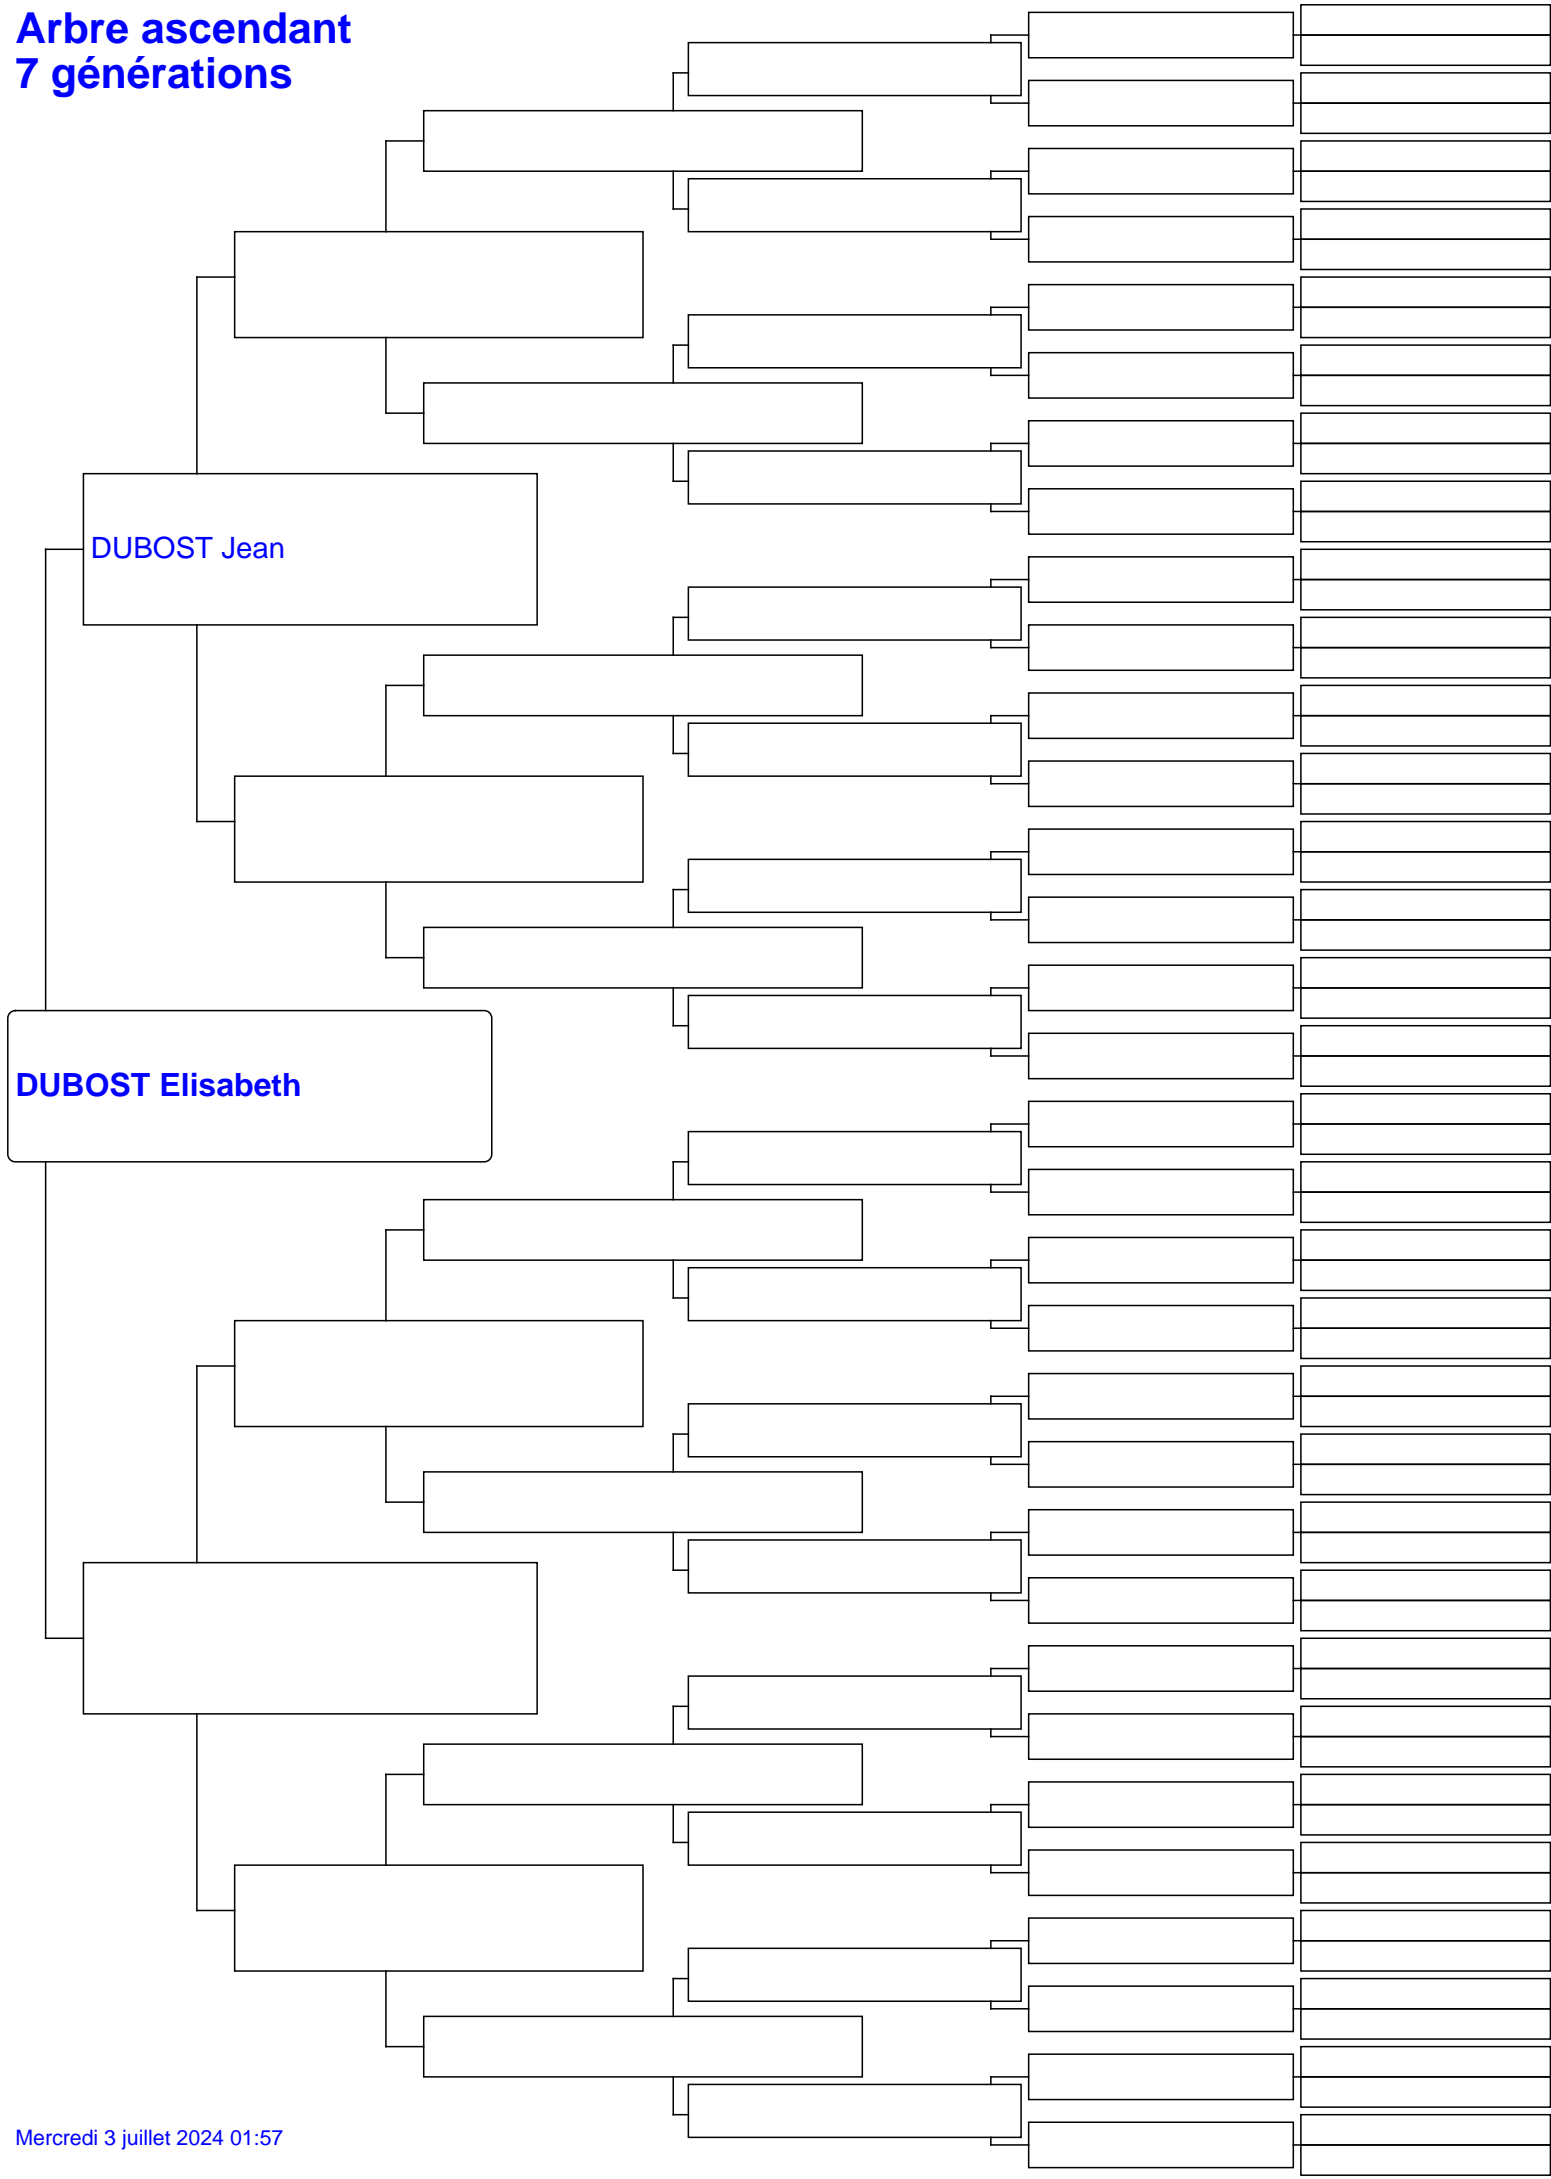 Arbre ascendant
7 générations
DUBOST Jean
DUBOST Elisabeth
Mercredi 3 juillet 2024 01:57